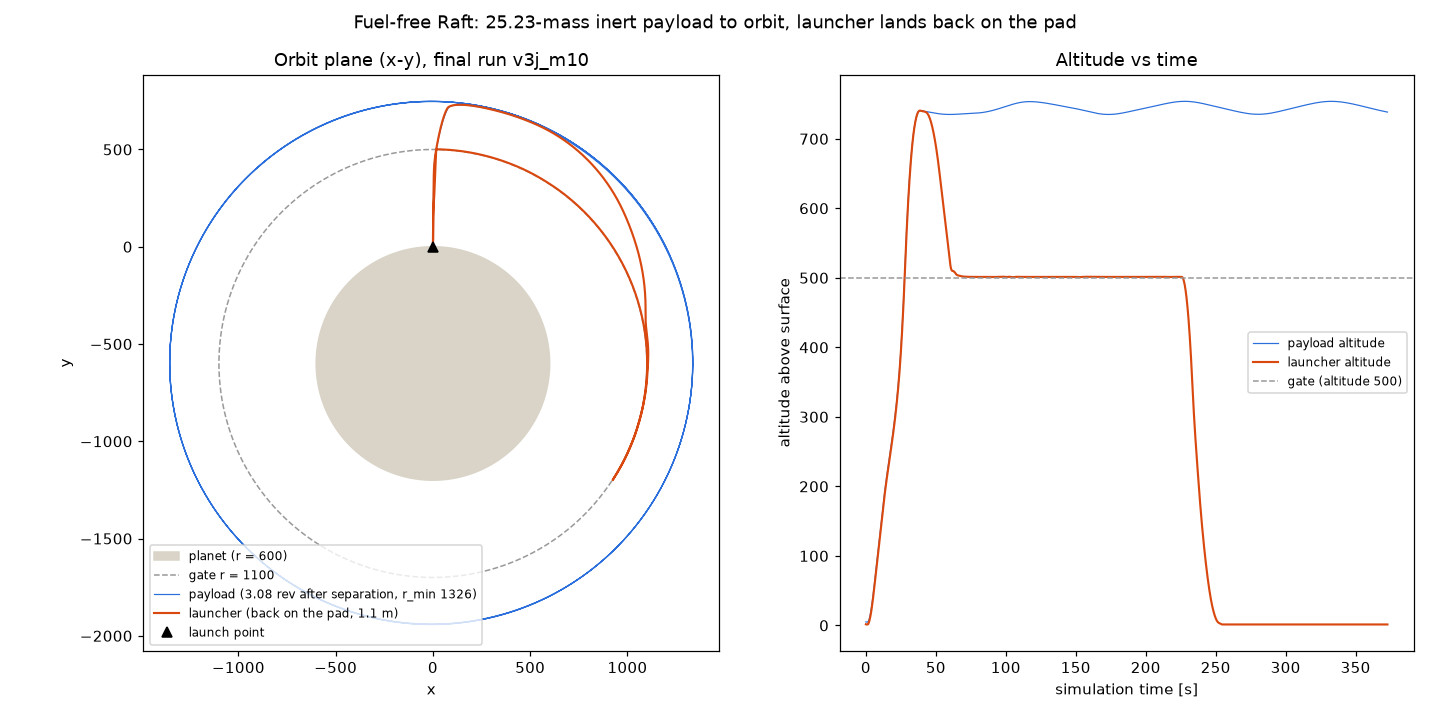 Fuel-free Raft: 25.23-mass inert payload to orbit, launcher lands back on the pad
Orbit plane (x-y), final run v3j_m10
500
0
−500
−1000
−1500
−2000
y
−1000
−500
0
500
1000
x
planet (r = 600)
gate r = 1100
payload (3.08 rev after separation, r_min 1326)
launcher (back on the pad, 1.1 m)
launch point
Altitude vs time
700
600
500
400
300
200
100
0
altitude above surface
0
50
100
150
200
250
300
350
simulation time [s]
payload altitude
launcher altitude
gate (altitude 500)